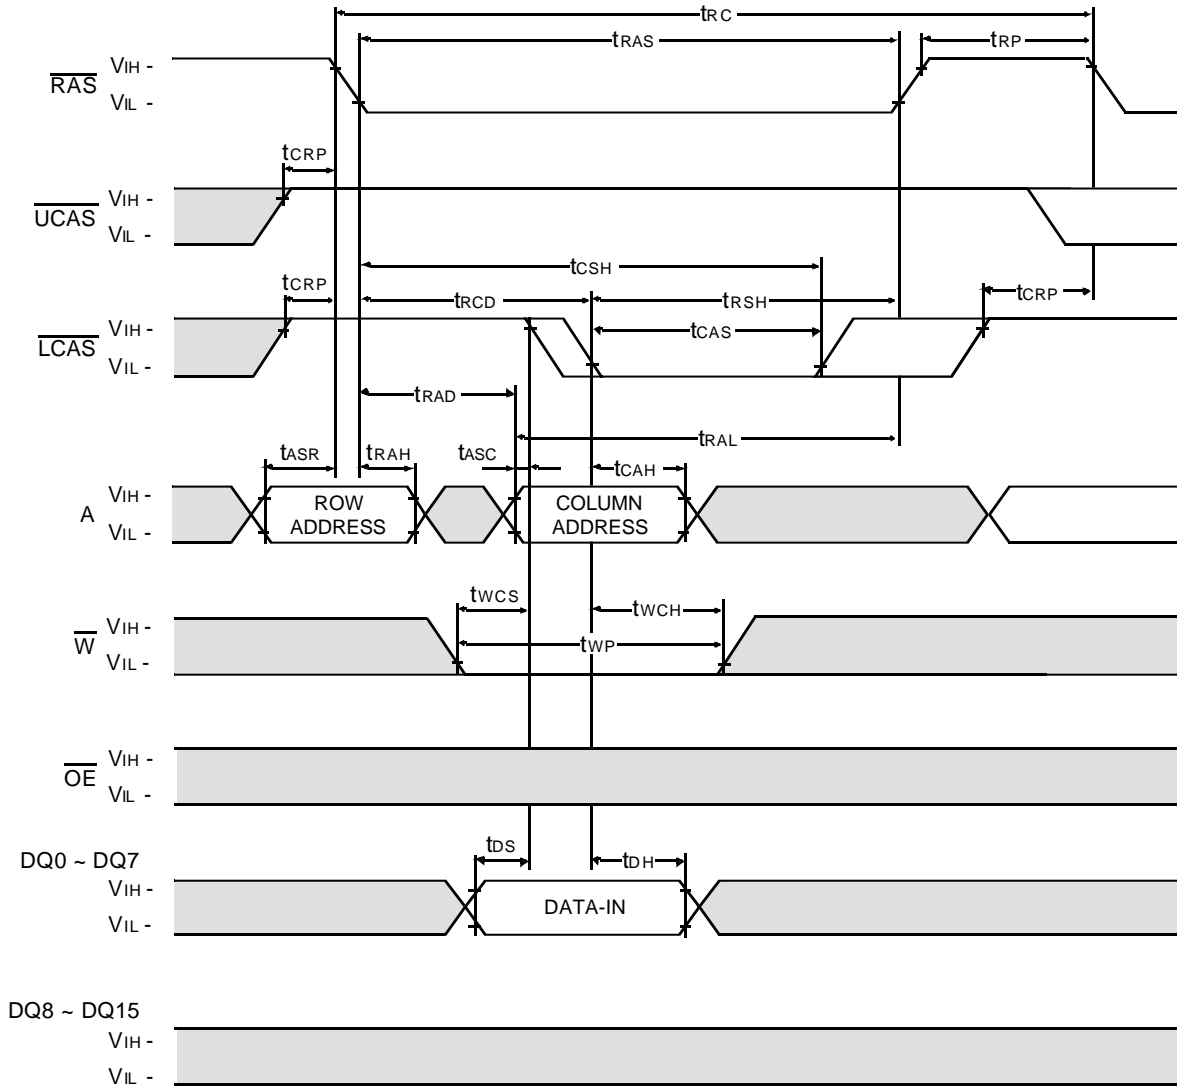 tRC
tRAS
tRP
RAS
VIH -
VIL -
tCRP
UCAS
VIH -
VIL -
tCSH
tCRP
tRCD
tRSH
tCRP
LCAS
VIH -
VIL -
tCAS
tRAD
tRAL
tASR
tRAH
tASC
tCAH
A
VIH -
VIL -
ROW
ADDRESS
COLUMN
ADDRESS
tWCS
tWCH
W
VIH -
VIL -
tWP
OE
VIH -
VIL -
tDS
tDH
DQ0 ~ DQ7
VIH -
VIL -
DATA-IN
DQ8 ~ DQ15
VIH -
VIL -